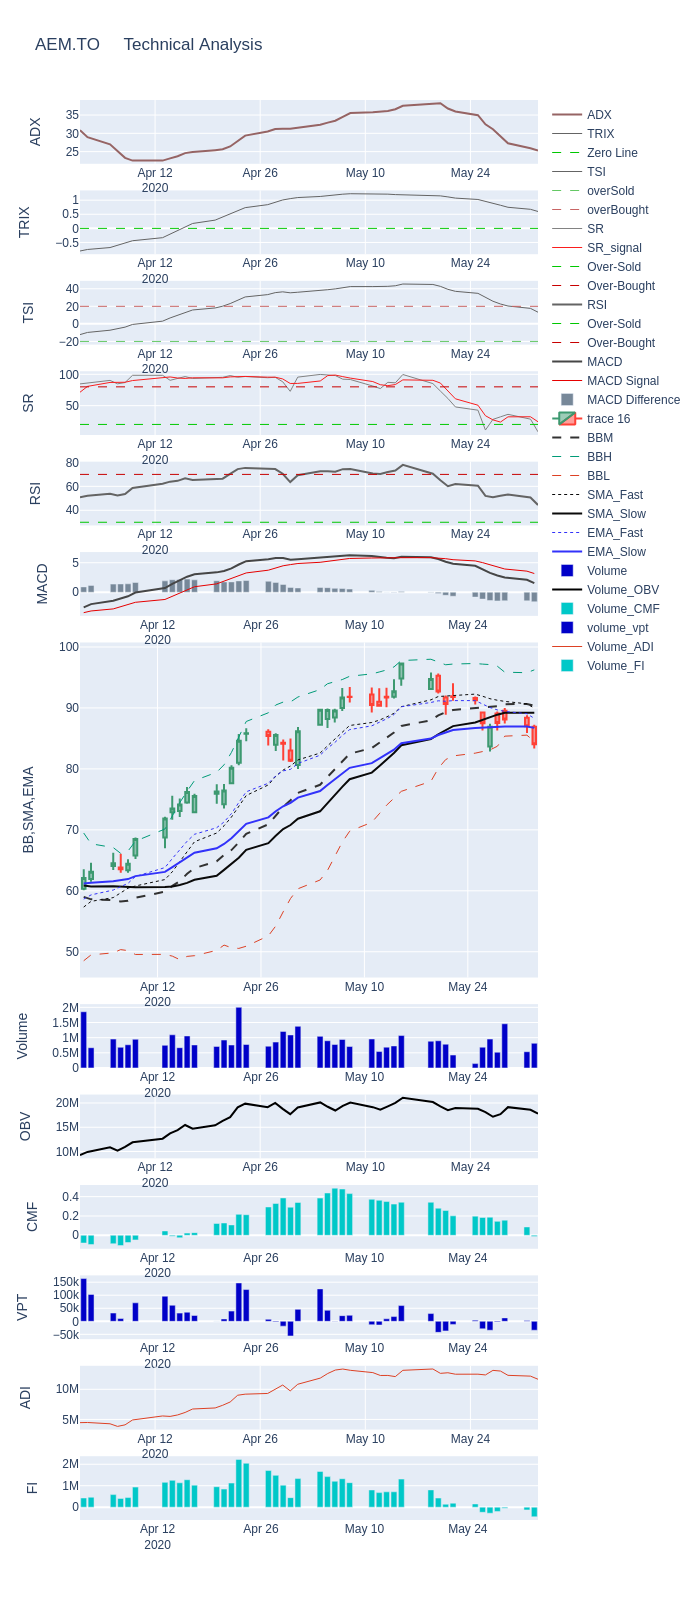 AEM.TO Technical Analysis
ADX
35
30
25
Apr 12
2020
Apr 26
May 10
May 24
TRIX
1
0.5
0
−0.5
Apr 12
2020
Apr 26
May 10
May 24
TSI
40
20
0
−20
Apr 12
2020
Apr 26
May 10
May 24
SR
100
50
Apr 12
2020
Apr 26
May 10
May 24
RSI
80
60
40
Apr 12
2020
Apr 26
May 10
May 24
MACD
5
0
Apr 12
2020
Apr 26
May 10
May 24
BB,SMA,EMA
100
90
80
70
60
50
Apr 12
2020
Apr 26
May 10
May 24
Volume
2M
1.5M
1M
0.5M
0
Apr 12
2020
Apr 26
May 10
May 24
OBV
20M
15M
10M
Apr 12
2020
Apr 26
May 10
May 24
CMF
0.4
0.2
0
Apr 12
2020
Apr 26
May 10
May 24
VPT
150k
100k
50k
0
−50k
Apr 12
2020
Apr 26
May 10
May 24
ADI
10M
5M
Apr 12
2020
Apr 26
May 10
May 24
FI
2M
1M
0
Apr 12
2020
Apr 26
May 10
May 24
ADX
TRIX
Zero Line
TSI
overSold
overBought
SR
SR_signal
Over-Sold
Over-Bought
RSI
Over-Sold
Over-Bought
MACD
MACD Signal
MACD Difference
trace 16
BBM
BBH
BBL
SMA_Fast
SMA_Slow
EMA_Fast
EMA_Slow
Volume
Volume_OBV
Volume_CMF
volume_vpt
Volume_ADI
Volume_FI